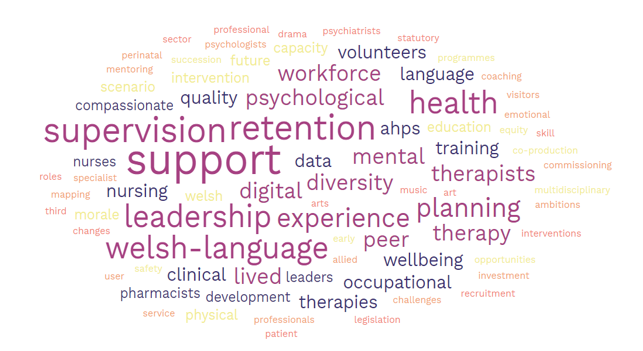 professional drama psychiatrists
sector psychologists capacity volunteers statutory
perinatal succession future programmes
mentoring intervention workforce language coaching
scenario quality psychological health visitors
compassionate emotional
supervision retention ahps education equity skill
nurses support data mental training co-production
roles specialist therapists commissioning
mapping nursing welsh digital diversity music art multidisciplinary
third morale leadership arts experience planning ambitions
changes welsh-language early peer therapy interventions
user safety allied wellbeing opportunities
clinical lived leaders occupational investment
pharmacists development therapies challenges recruitment
service physical professionals legislation
patient